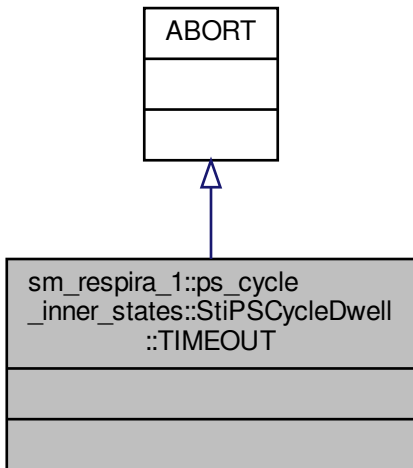 ABORT
sm_respira_1::ps_cycle
_inner_states::StiPSCycleDwell
::TIMEOUT